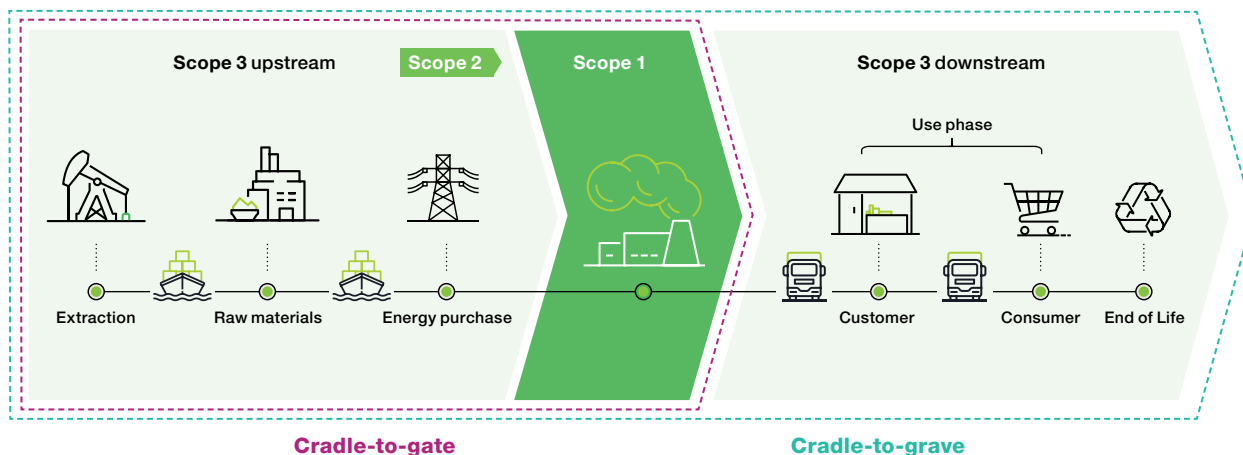 Scope 3 upstream
Scope 2
Scope 1
Scope 3 downstream
Use phase
Extraction
Raw materials
Energy purchase
Customer
Consumer
End of Life
Cradle-to-gate
Cradle-to-grave